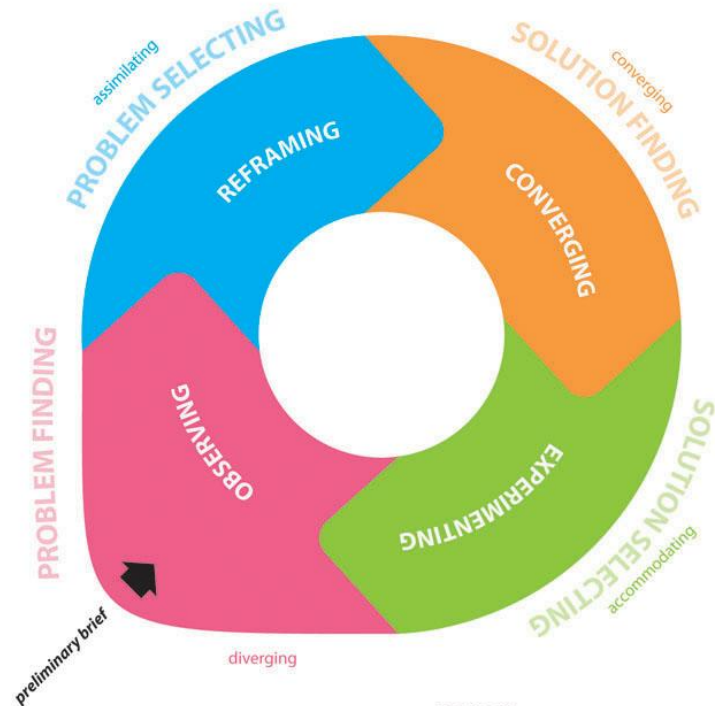 PROBLEM SELECTING
assimilating
REFRAMING
SOLUTION FINDING
converging
CONVERGING
PROBLEM FINDING
OBSERVING
EXPERIMENTING
SOLUTION SELECTING
accommodating
preliminary brief
diverging